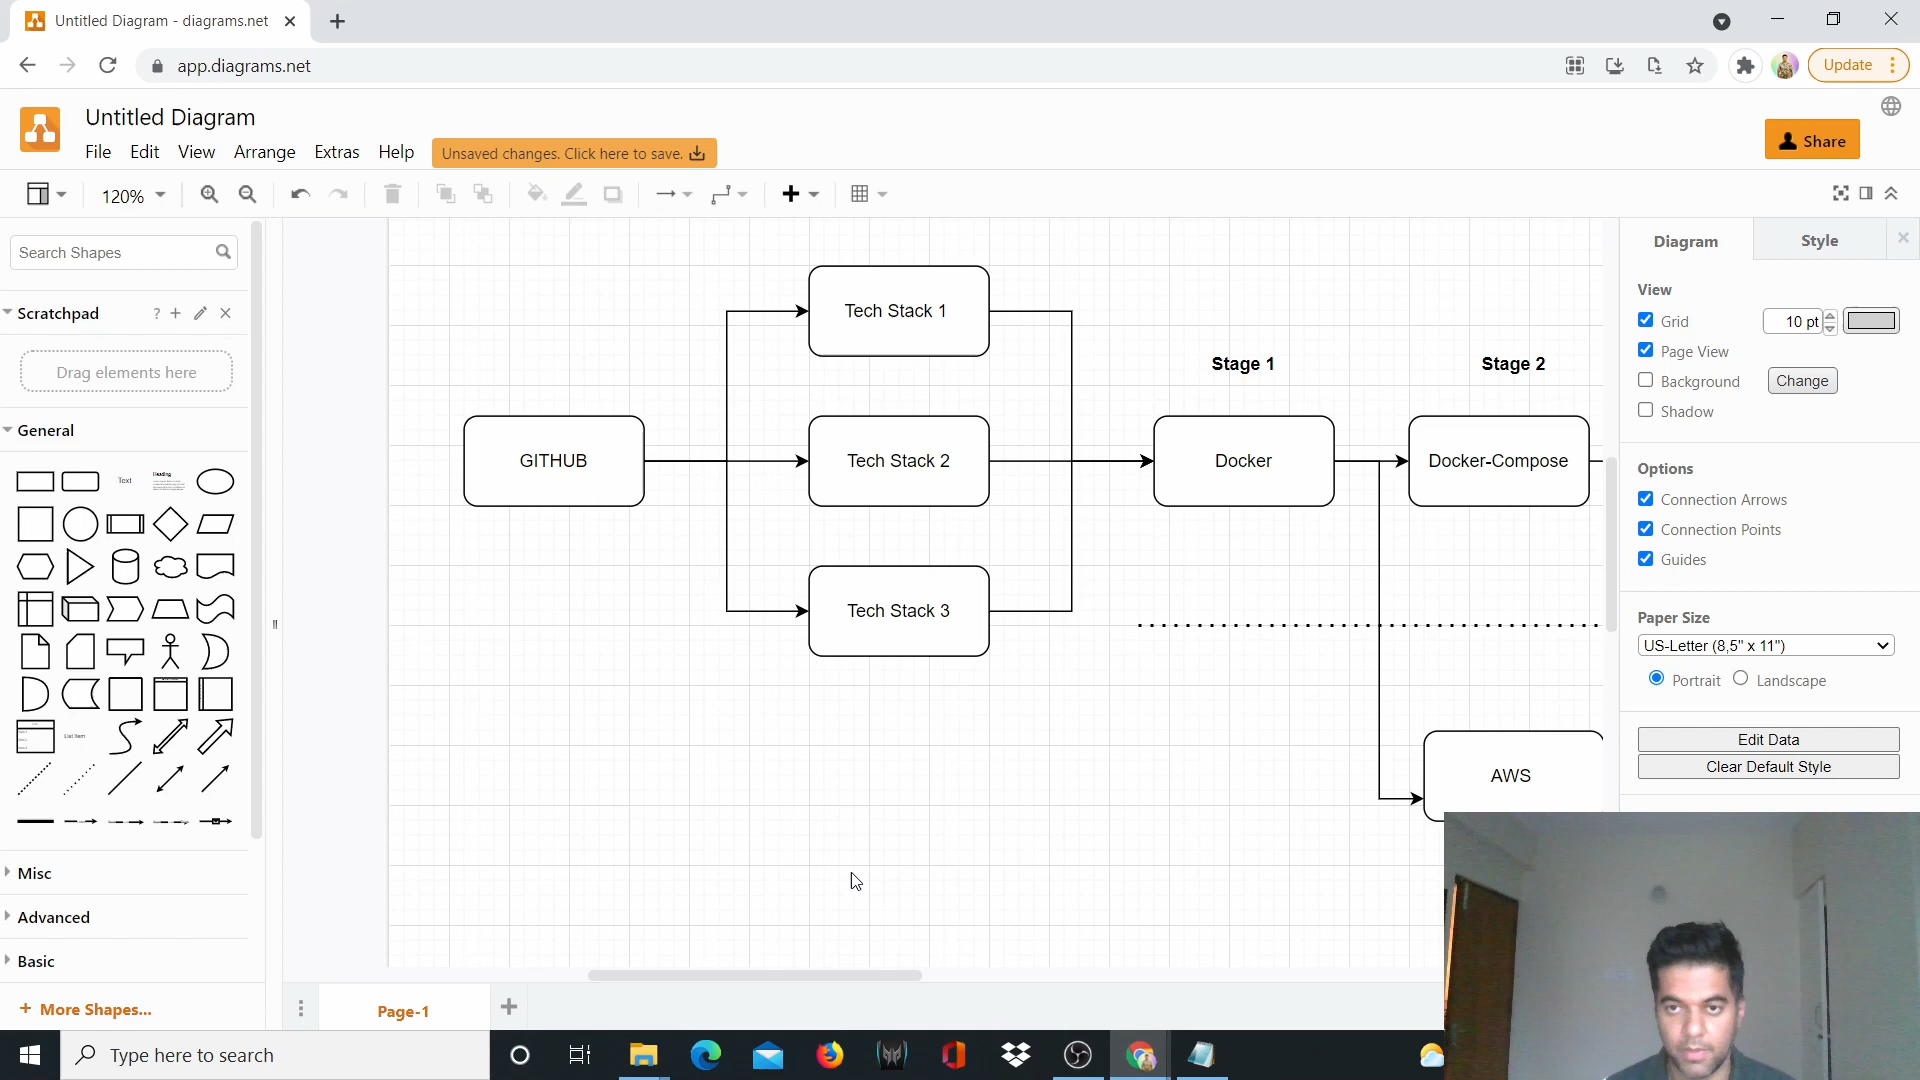 Untitled Diagram - diagrams.net
app.diagrams.net
Update
Untitled Diagram
File Edit View Arrange Extras Help
Unsaved changes. Click here to save.
Share
120%
Search Shapes
Scratchpad
?
Drag elements here
General
Text
Heading
List Item
Misc
Advanced
Basic
+ More Shapes...
GITHUB
Tech Stack 1
Tech Stack 2
Tech Stack 3
Stage 1
Stage 2
Docker
Docker-Compose
AWS
Diagram
Style
View
Grid
10 pt
Page View
Background
Change
Shadow
Options
Connection Arrows
Connection Points
Guides
Paper Size
US-Letter (8,5" x 11")
Portrait
Landscape
Edit Data
Clear Default Style
Page-1
Type here to search